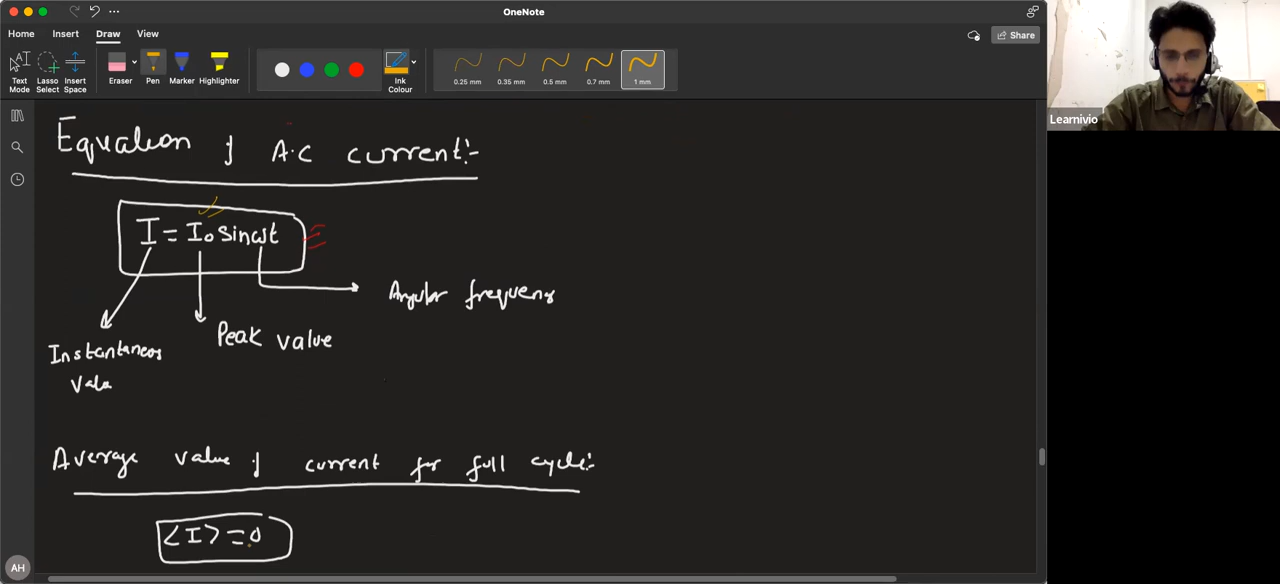 OneNote
Home Insert Draw View
Share
Text Mode
Lasso Select
Insert Space
Eraser
Pen
Marker
Highlighter
Ink Colour
0.25 mm
0.35 mm
0.5 mm
0.7 mm
1 mm
Learnivio
Equation of A.C current:-
I = I₀ sinωt
Angular frequency
Peak value
Instantaneos
Vale
Average value of current for full cycle:-
<I> = 0
AH